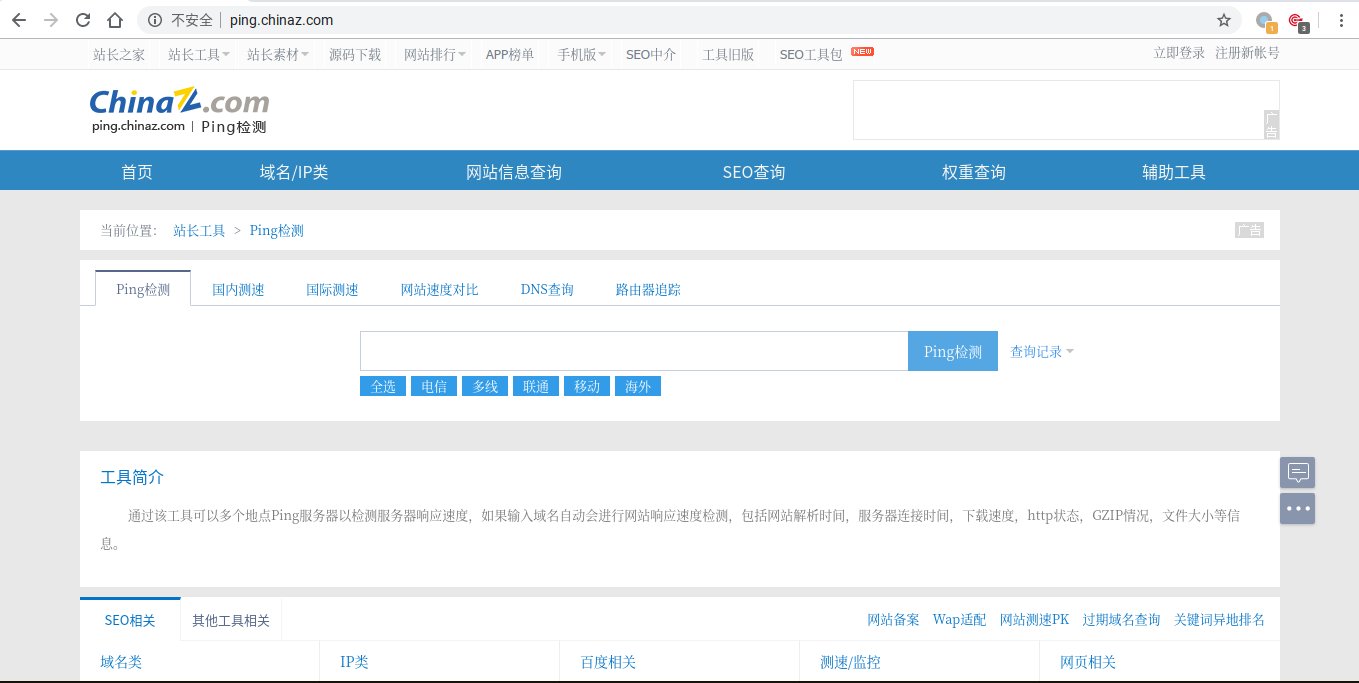 不安全 ping.chinaz.com
1 3
站长之家 站长工具 站长素材 源码下载 网站排行 APP榜单 手机版 SEO中介 工具旧版 SEO工具包 NEW 立即登录 注册新帐号
ChinaZ.com
ping.chinaz.com | Ping检测
广告
首页 域名/IP类 网站信息查询 SEO查询 权重查询 辅助工具
当前位置： 站长工具 > Ping检测 广告
Ping检测 国内测速 国际测速 网站速度对比 DNS查询 路由器追踪
Ping检测 查询记录
全选 电信 多线 联通 移动 海外
工具简介
通过该工具可以多个地点Ping服务器以检测服务器响应速度，如果输入域名自动会进行网站响应速度检测，包括网站解析时间，服务器连接时间，下载速度，http状态，GZIP情况，文件大小等信
息。
SEO相关 其他工具相关 网站备案 Wap适配 网站测速PK 过期域名查询 关键词异地排名
域名类 IP类 百度相关 测速/监控 网页相关